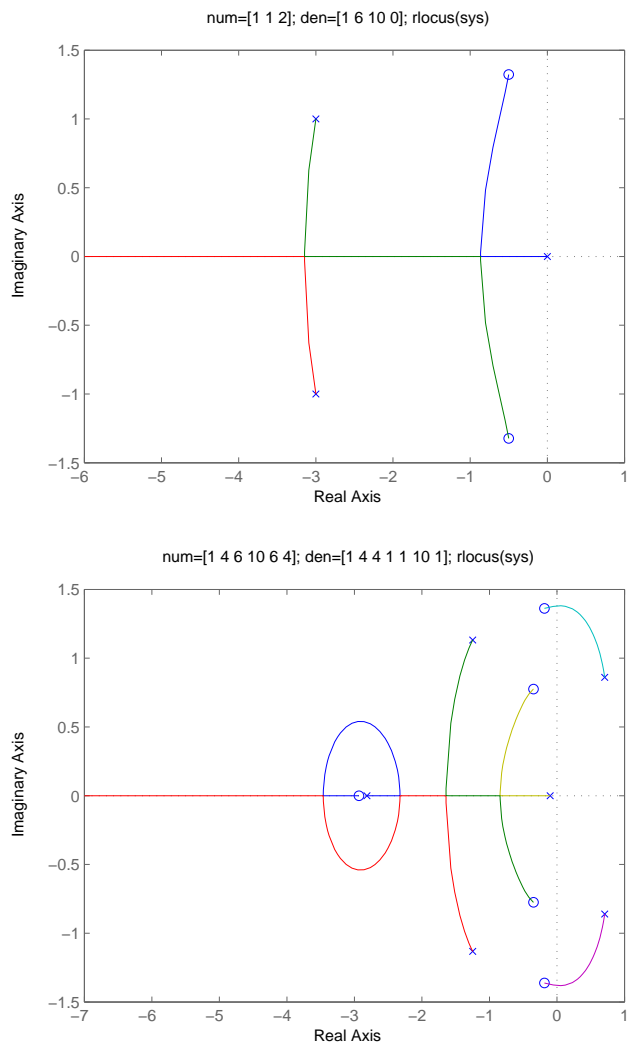 num=[1 1 2]; den=[1 6 10 0]; rlocus(sys)
1.5
1
0.5
0
−0.5
−1
−1.5
Imaginary Axis
−6 −5 −4 −3 −2 −1 0 1
Real Axis
num=[1 4 6 10 6 4]; den=[1 4 4 1 1 10 1]; rlocus(sys)
1.5
1
0.5
0
−0.5
−1
−1.5
Imaginary Axis
−7 −6 −5 −4 −3 −2 −1 0 1
Real Axis